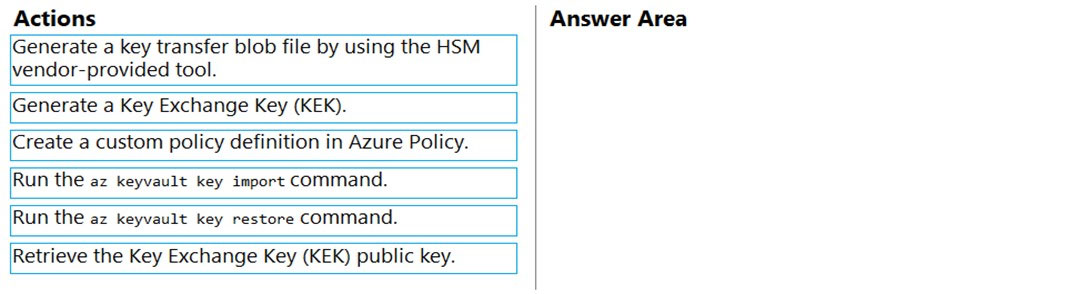 Actions
Generate a key transfer blob file by using the HSM
vendor-provided tool.
Generate a Key Exchange Key (KEK).
Create a custom policy definition in Azure Policy.
Run the az keyvault key import command.
Run the az keyvault key restore command.
Retrieve the Key Exchange Key (KEK) public key.
Answer Area